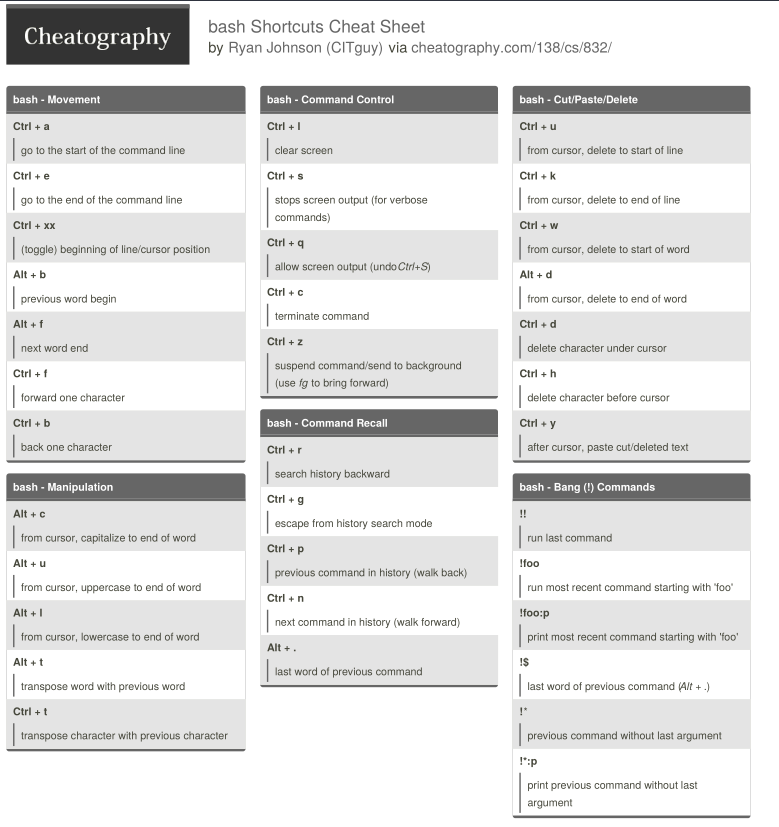 Cheatography
bash Shortcuts Cheat Sheet
by Ryan Johnson (CITguy) via cheatography.com/138/cs/832/
bash - Movement
Ctrl + a
go to the start of the command line
Ctrl + e
go to the end of the command line
Ctrl + xx
(toggle) beginning of line/cursor position
Alt + b
previous word begin
Alt + f
next word end
Ctrl + f
forward one character
Ctrl + b
back one character
bash - Manipulation
Alt + c
from cursor, capitalize to end of word
Alt + u
from cursor, uppercase to end of word
Alt + l
from cursor, lowercase to end of word
Alt + t
transpose word with previous word
Ctrl + t
transpose character with previous character
bash - Command Control
Ctrl + l
clear screen
Ctrl + s
stops screen output (for verbose
commands)
Ctrl + q
allow screen output (undo Ctrl+S)
Ctrl + c
terminate command
Ctrl + z
suspend command/send to background
(use fg to bring forward)
bash - Command Recall
Ctrl + r
search history backward
Ctrl + g
escape from history search mode
Ctrl + p
previous command in history (walk back)
Ctrl + n
next command in history (walk forward)
Alt + .
last word of previous command
bash - Cut/Paste/Delete
Ctrl + u
from cursor, delete to start of line
Ctrl + k
from cursor, delete to end of line
Ctrl + w
from cursor, delete to start of word
Alt + d
from cursor, delete to end of word
Ctrl + d
delete character under cursor
Ctrl + h
delete character before cursor
Ctrl + y
after cursor, paste cut/deleted text
bash - Bang (!) Commands
!!
run last command
!foo
run most recent command starting with 'foo'
!foo:p
print most recent command starting with 'foo'
!$
last word of previous command (Alt + .)
!*
previous command without last argument
!*:p
print previous command without last
argument